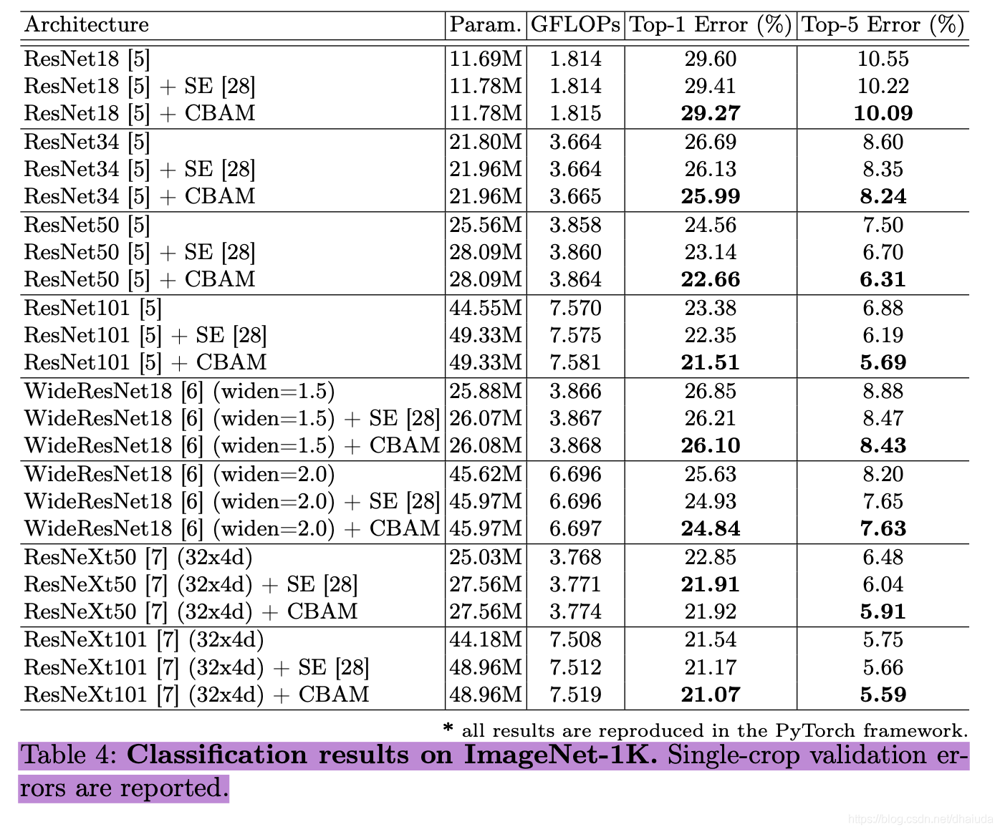 Architecture Param. GFLOPs Top-1 Error (%) Top-5 Error (%)
ResNet18 [5] 11.69M 1.814 29.60 10.55
ResNet18 [5] + SE [28] 11.78M 1.814 29.41 10.22
ResNet18 [5] + CBAM 11.78M 1.815 29.27 10.09
ResNet34 [5] 21.80M 3.664 26.69 8.60
ResNet34 [5] + SE [28] 21.96M 3.664 26.13 8.35
ResNet34 [5] + CBAM 21.96M 3.665 25.99 8.24
ResNet50 [5] 25.56M 3.858 24.56 7.50
ResNet50 [5] + SE [28] 28.09M 3.860 23.14 6.70
ResNet50 [5] + CBAM 28.09M 3.864 22.66 6.31
ResNet101 [5] 44.55M 7.570 23.38 6.88
ResNet101 [5] + SE [28] 49.33M 7.575 22.35 6.19
ResNet101 [5] + CBAM 49.33M 7.581 21.51 5.69
WideResNet18 [6] (widen=1.5) 25.88M 3.866 26.85 8.88
WideResNet18 [6] (widen=1.5) + SE [28] 26.07M 3.867 26.21 8.47
WideResNet18 [6] (widen=1.5) + CBAM 26.08M 3.868 26.10 8.43
WideResNet18 [6] (widen=2.0) 45.62M 6.696 25.63 8.20
WideResNet18 [6] (widen=2.0) + SE [28] 45.97M 6.696 24.93 7.65
WideResNet18 [6] (widen=2.0) + CBAM 45.97M 6.697 24.84 7.63
ResNeXt50 [7] (32x4d) 25.03M 3.768 22.85 6.48
ResNeXt50 [7] (32x4d) + SE [28] 27.56M 3.771 21.91 6.04
ResNeXt50 [7] (32x4d) + CBAM 27.56M 3.774 21.92 5.91
ResNeXt101 [7] (32x4d) 44.18M 7.508 21.54 5.75
ResNeXt101 [7] (32x4d) + SE [28] 48.96M 7.512 21.17 5.66
ResNeXt101 [7] (32x4d) + CBAM 48.96M 7.519 21.07 5.59
* all results are reproduced in the PyTorch framework.
Table 4: Classification results on ImageNet-1K. Single-crop validation er-
rors are reported.
https://blog.csdn.net/dhaiuda